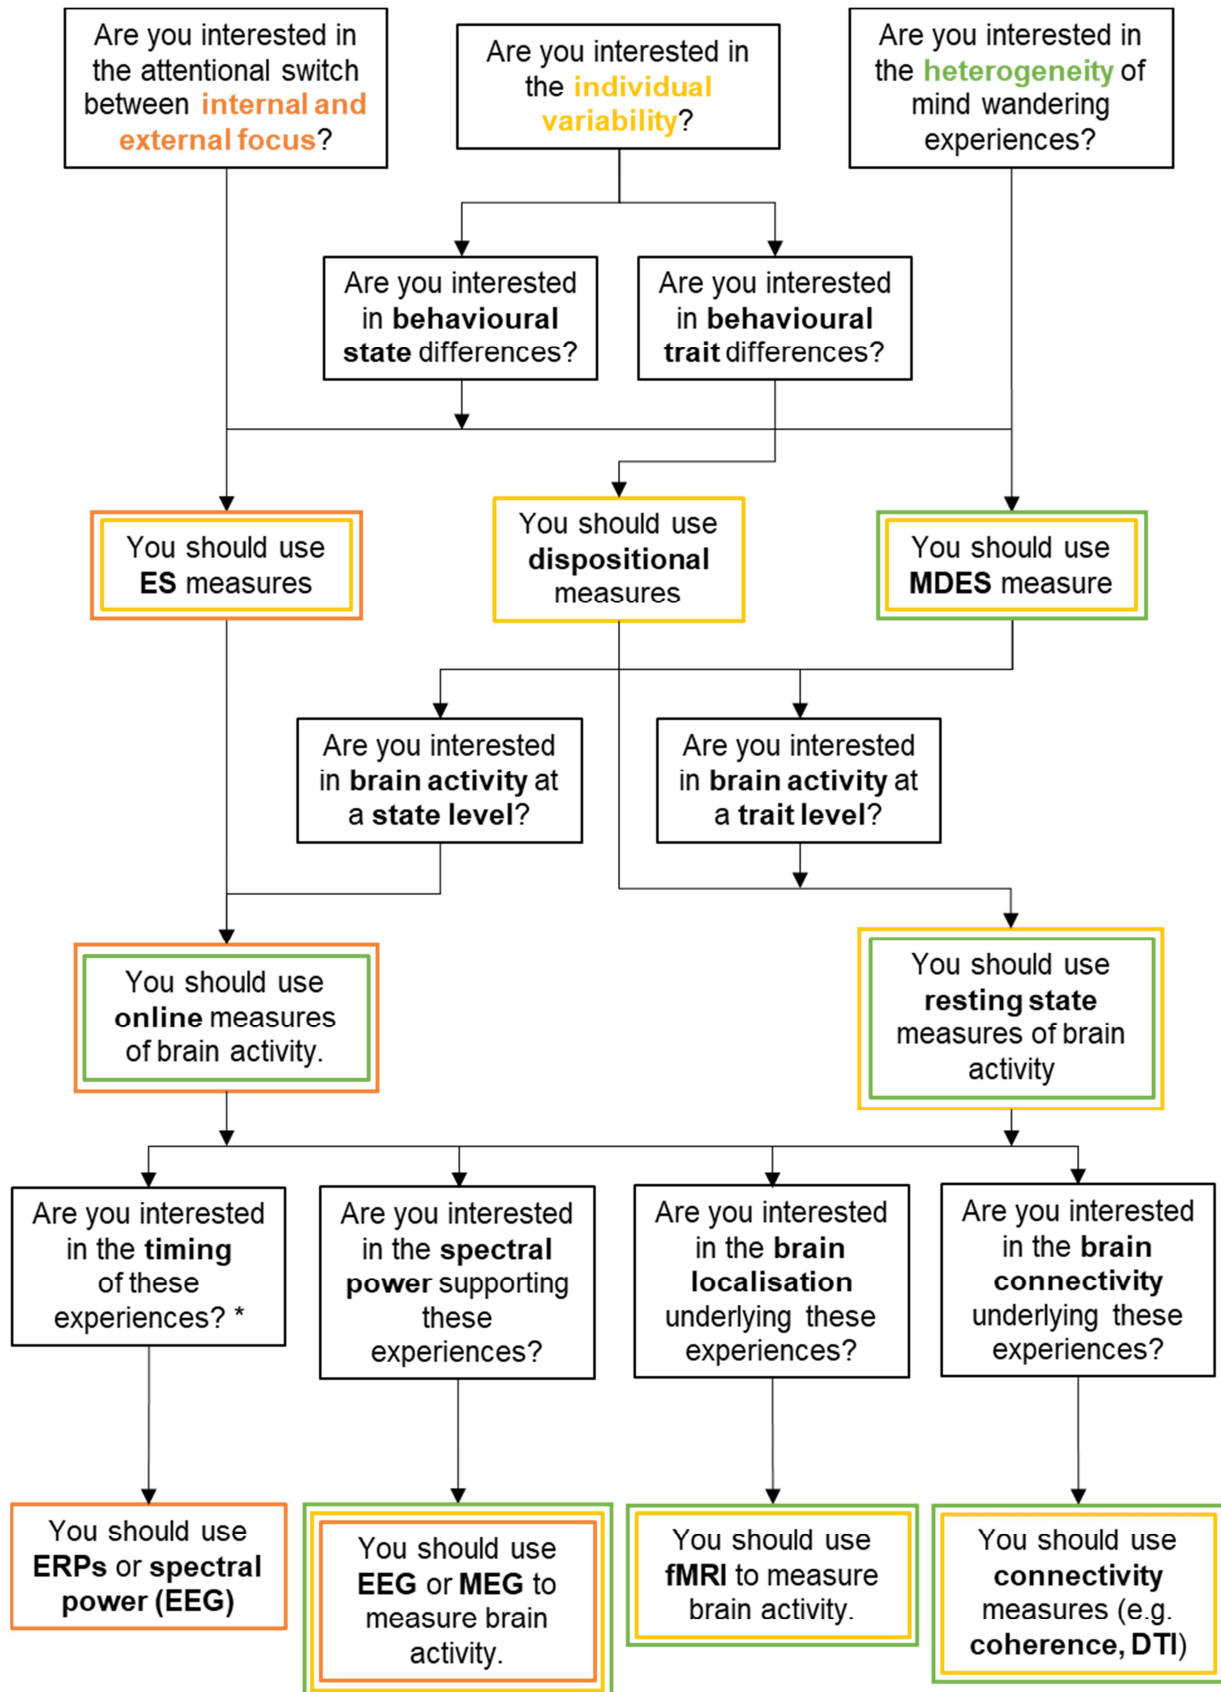 Are you interested in
the attentional switch
between internal and
external focus?
Are you interested in
the individual
variability?
Are you interested in
the heterogeneity of
mind wandering
experiences?
Are you interested
in behavioural
state differences?
Are you interested
in behavioural
trait differences?
You should use
ES measures
You should use
dispositional
measures
You should use
MDES measure
Are you interested
in brain activity at
a state level?
Are you interested
in brain activity at
a trait level?
You should use
online measures
of brain activity.
You should use
resting state
measures of brain
activity
Are you interested
in the timing
of these
experiences? *
Are you interested
in the spectral
power supporting
these
experiences?
Are you interested
in the brain
localisation
underlying these
experiences?
Are you interested
in the brain
connectivity
underlying these
experiences?
You should use
ERPs or spectral
power (EEG)
You should use
EEG or MEG to
measure brain
activity.
You should use
fMRI to measure
brain activity.
You should use
connectivity
measures (e.g.
coherence, DTI)